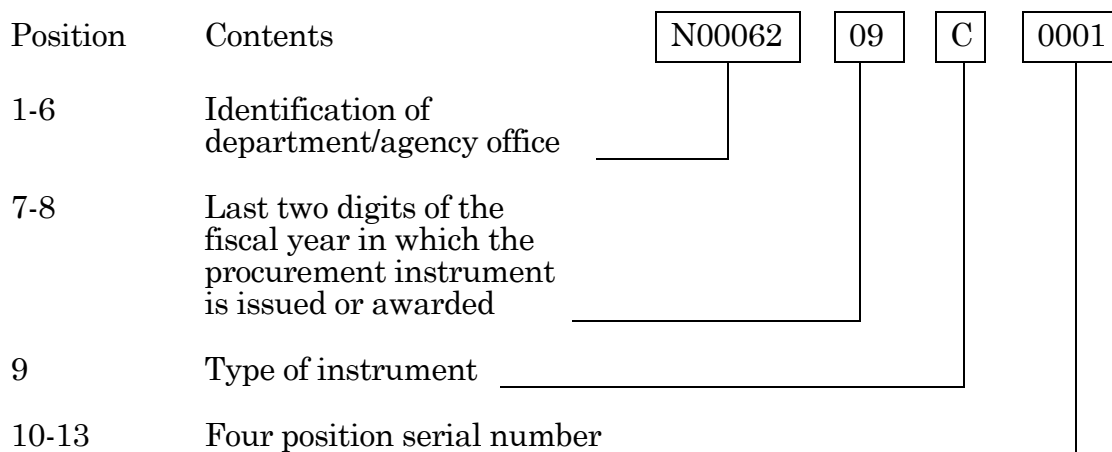 Position Contents N00062 09 C 0001
1-6 Identification of
department/agency office
7-8 Last two digits of the
fiscal year in which the
procurement instrument
is issued or awarded
9 Type of instrument
10-13 Four position serial number